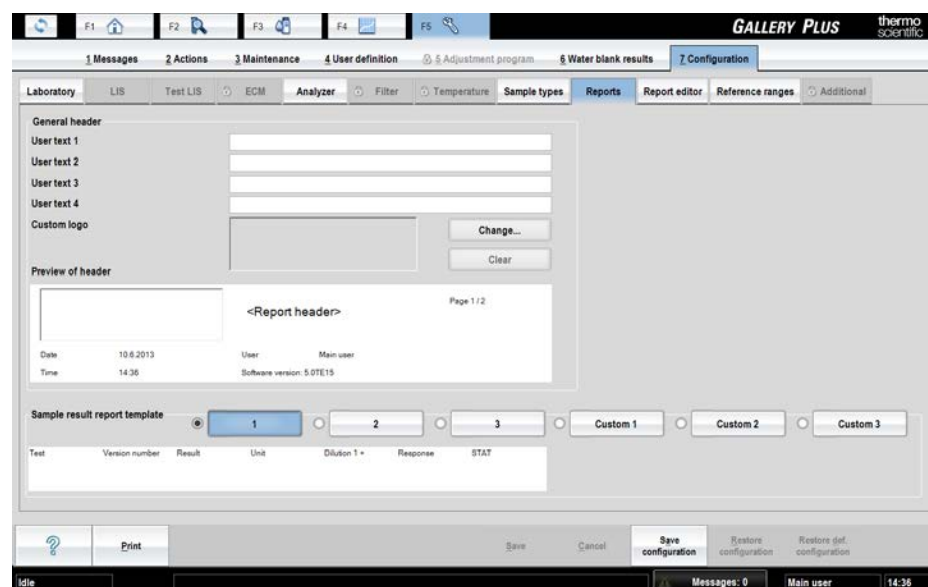 F1 F2 F3 F4 F5 GALLERY PLUS thermo scientific
1 Messages 2 Actions 3 Maintenance 4 User definition 5 Adjustment program 6 Water blank results 7 Configuration
Laboratory LIS Test LIS ECM Analyzer Filter Temperature Sample types Reports Report editor Reference ranges Additional
General header
User text 1
User text 2
User text 3
User text 4
Custom logo
Change...
Clear
Preview of header
<Report header> Page 1 / 2
Date 10.6.2013 User Main user
Time 14:36 Software version: 5.0TE15
Sample result report template 1 2 3 Custom 1 Custom 2 Custom 3
Test Version number Result Unit Dilution 1 + Response STAT
? Print Save Cancel Save configuration Restore configuration Restore def. configuration
Idle Messages: 0 Main user 14:36